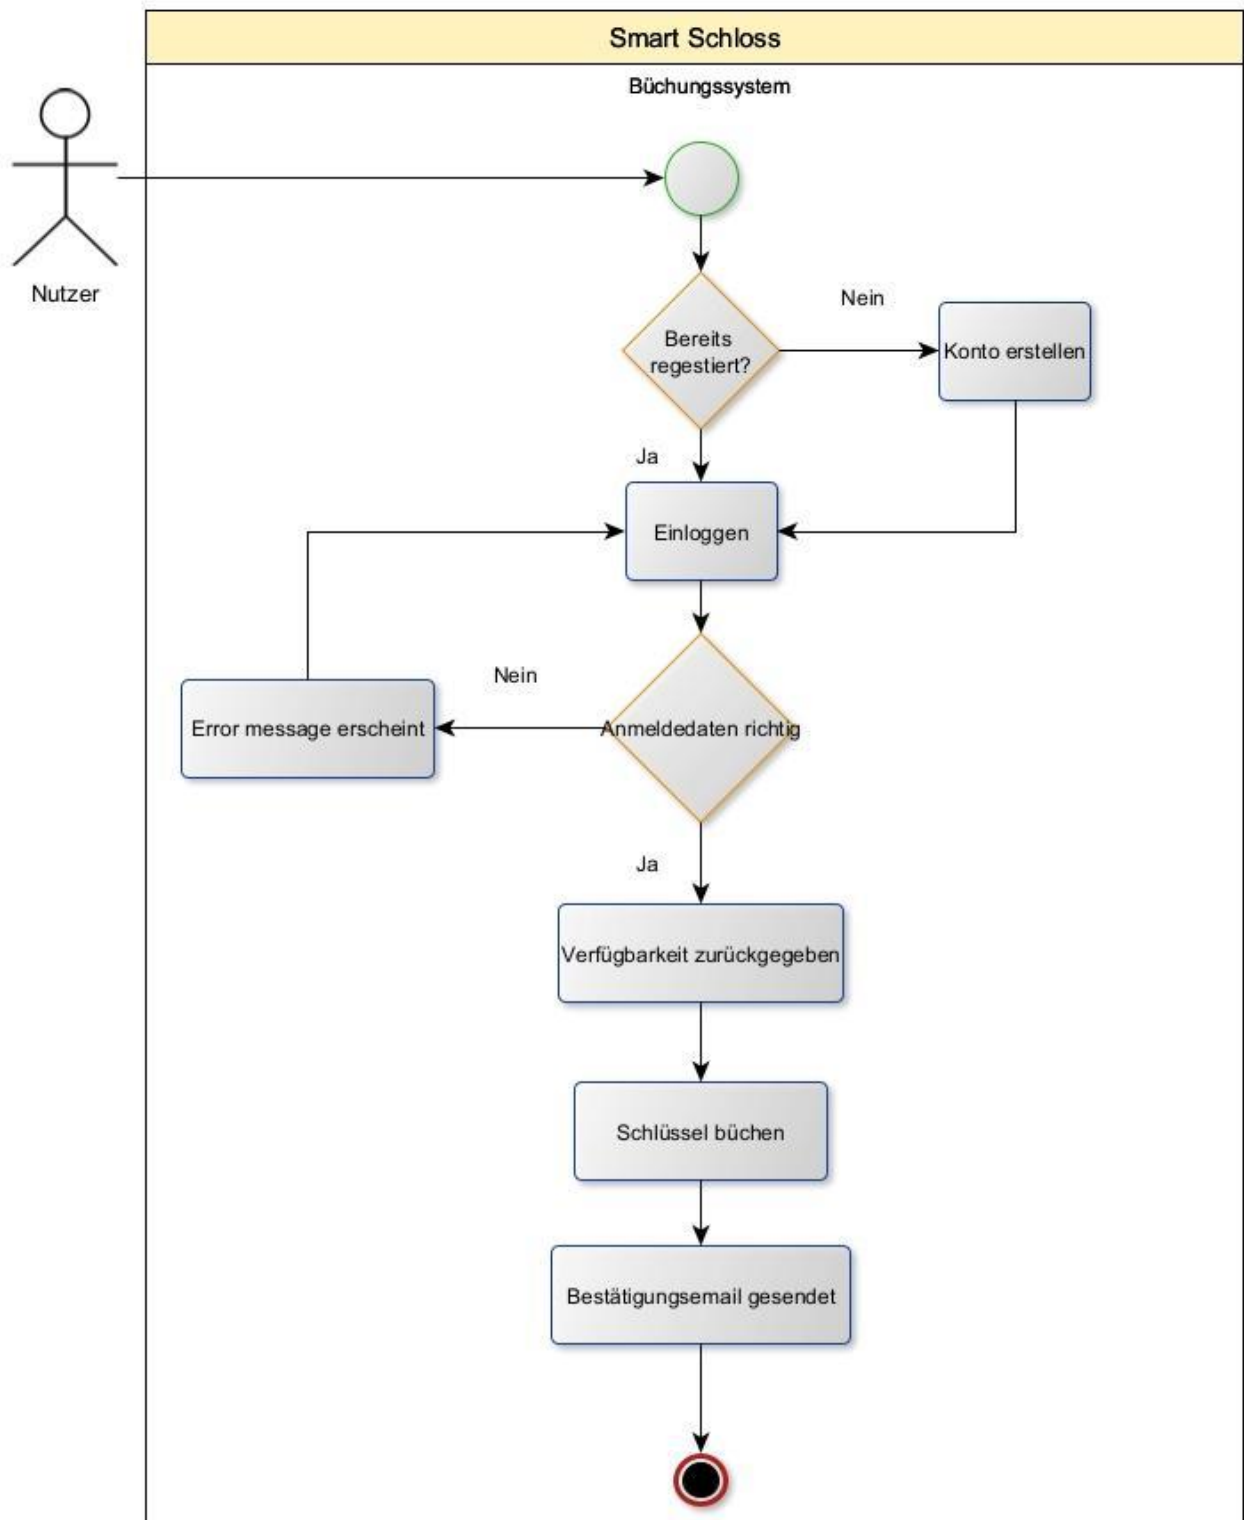 Smart Schloss
Büchungssystem
Nutzer
Nein
Bereits
regestiert?
Konto erstellen
Ja
Einloggen
Nein
Error message erscheint
Anmeldedaten richtig
Ja
Verfügbarkeit zurückgegeben
Schlüssel büchen
Bestätigungsemail gesendet